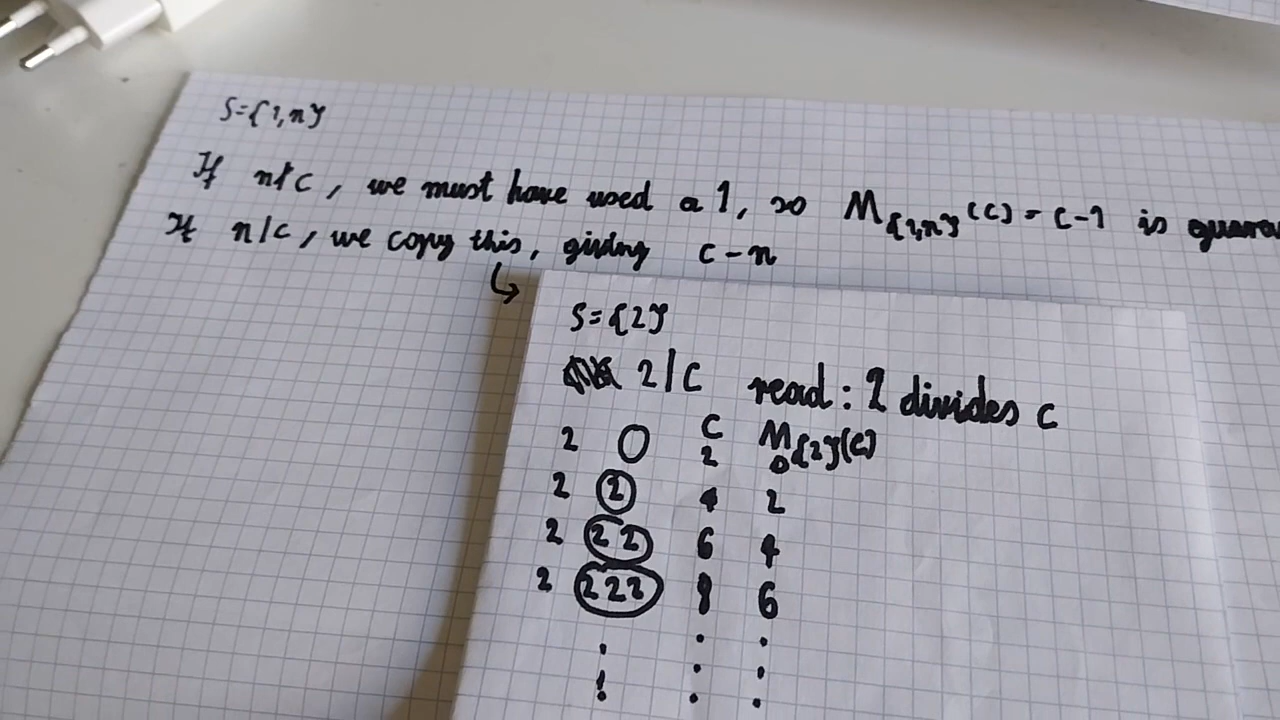 S={1,n}
If n∤c, we must have used a 1, so M{1,n}(c)=c-1 is
If n|c, we copy this, giving c-n
S={2}
2|c read: 2 divides c
c M{2}(c)
2 2 0
2 2 4 2
2 2 2 6 4
2 2 2 2 8 6